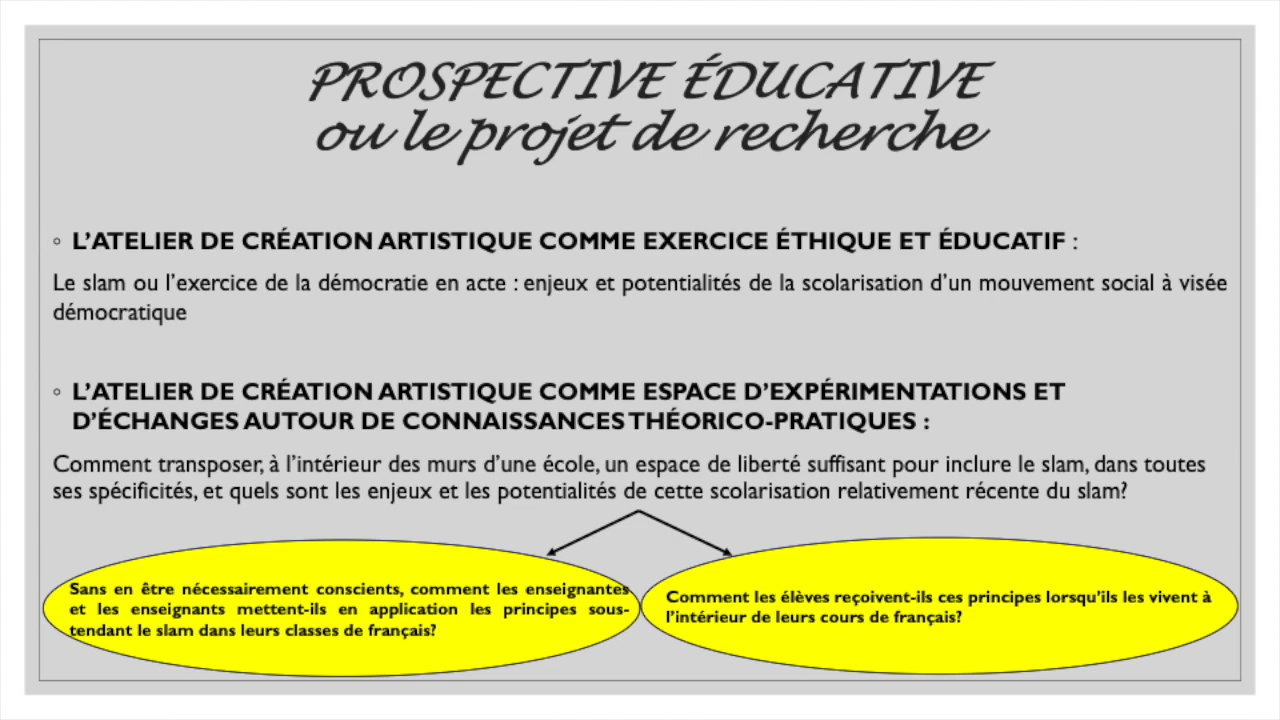 PROSPECTIVE ÉDUCATIVE
ou le projet de recherche
◦ L’ATELIER DE CRÉATION ARTISTIQUE COMME EXERCICE ÉTHIQUE ET ÉDUCATIF :
Le slam ou l’exercice de la démocratie en acte : enjeux et potentialités de la scolarisation d’un mouvement social à visée
démocratique
◦ L’ATELIER DE CRÉATION ARTISTIQUE COMME ESPACE D’EXPÉRIMENTATIONS ET
D’ÉCHANGES AUTOUR DE CONNAISSANCES THÉORICO-PRATIQUES :
Comment transposer, à l’intérieur des murs d’une école, un espace de liberté suffisant pour inclure le slam, dans toutes
ses spécificités, et quels sont les enjeux et les potentialités de cette scolarisation relativement récente du slam?
Sans en être nécessairement conscients, comment les enseignantes
et les enseignants mettent-ils en application les principes sous-
tendant le slam dans leurs classes de français?
Comment les élèves reçoivent-ils ces principes lorsqu’ils les vivent à
l’intérieur de leurs cours de français?